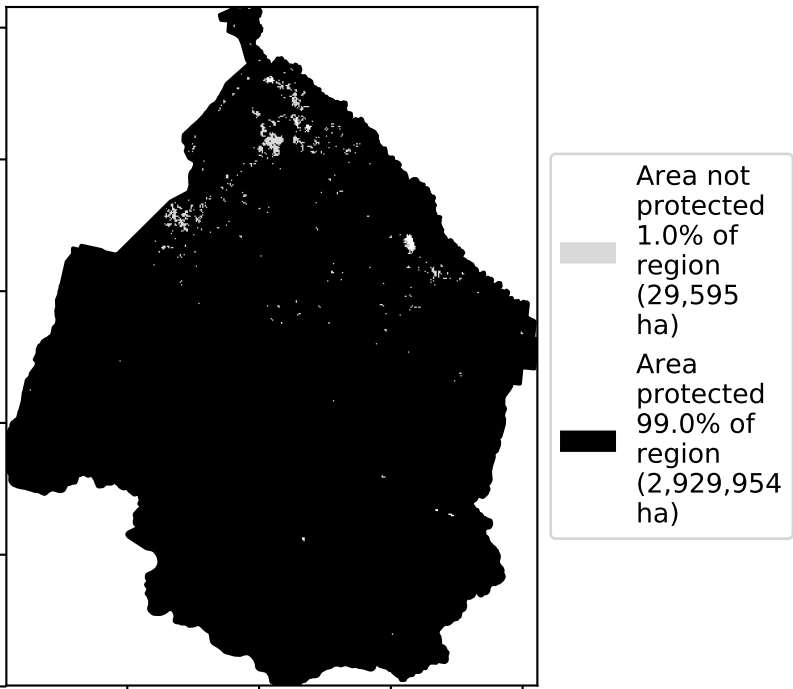 Area not
protected
1.0% of
region
(29,595
ha)
Area
protected
99.0% of
region
(2,929,954
ha)